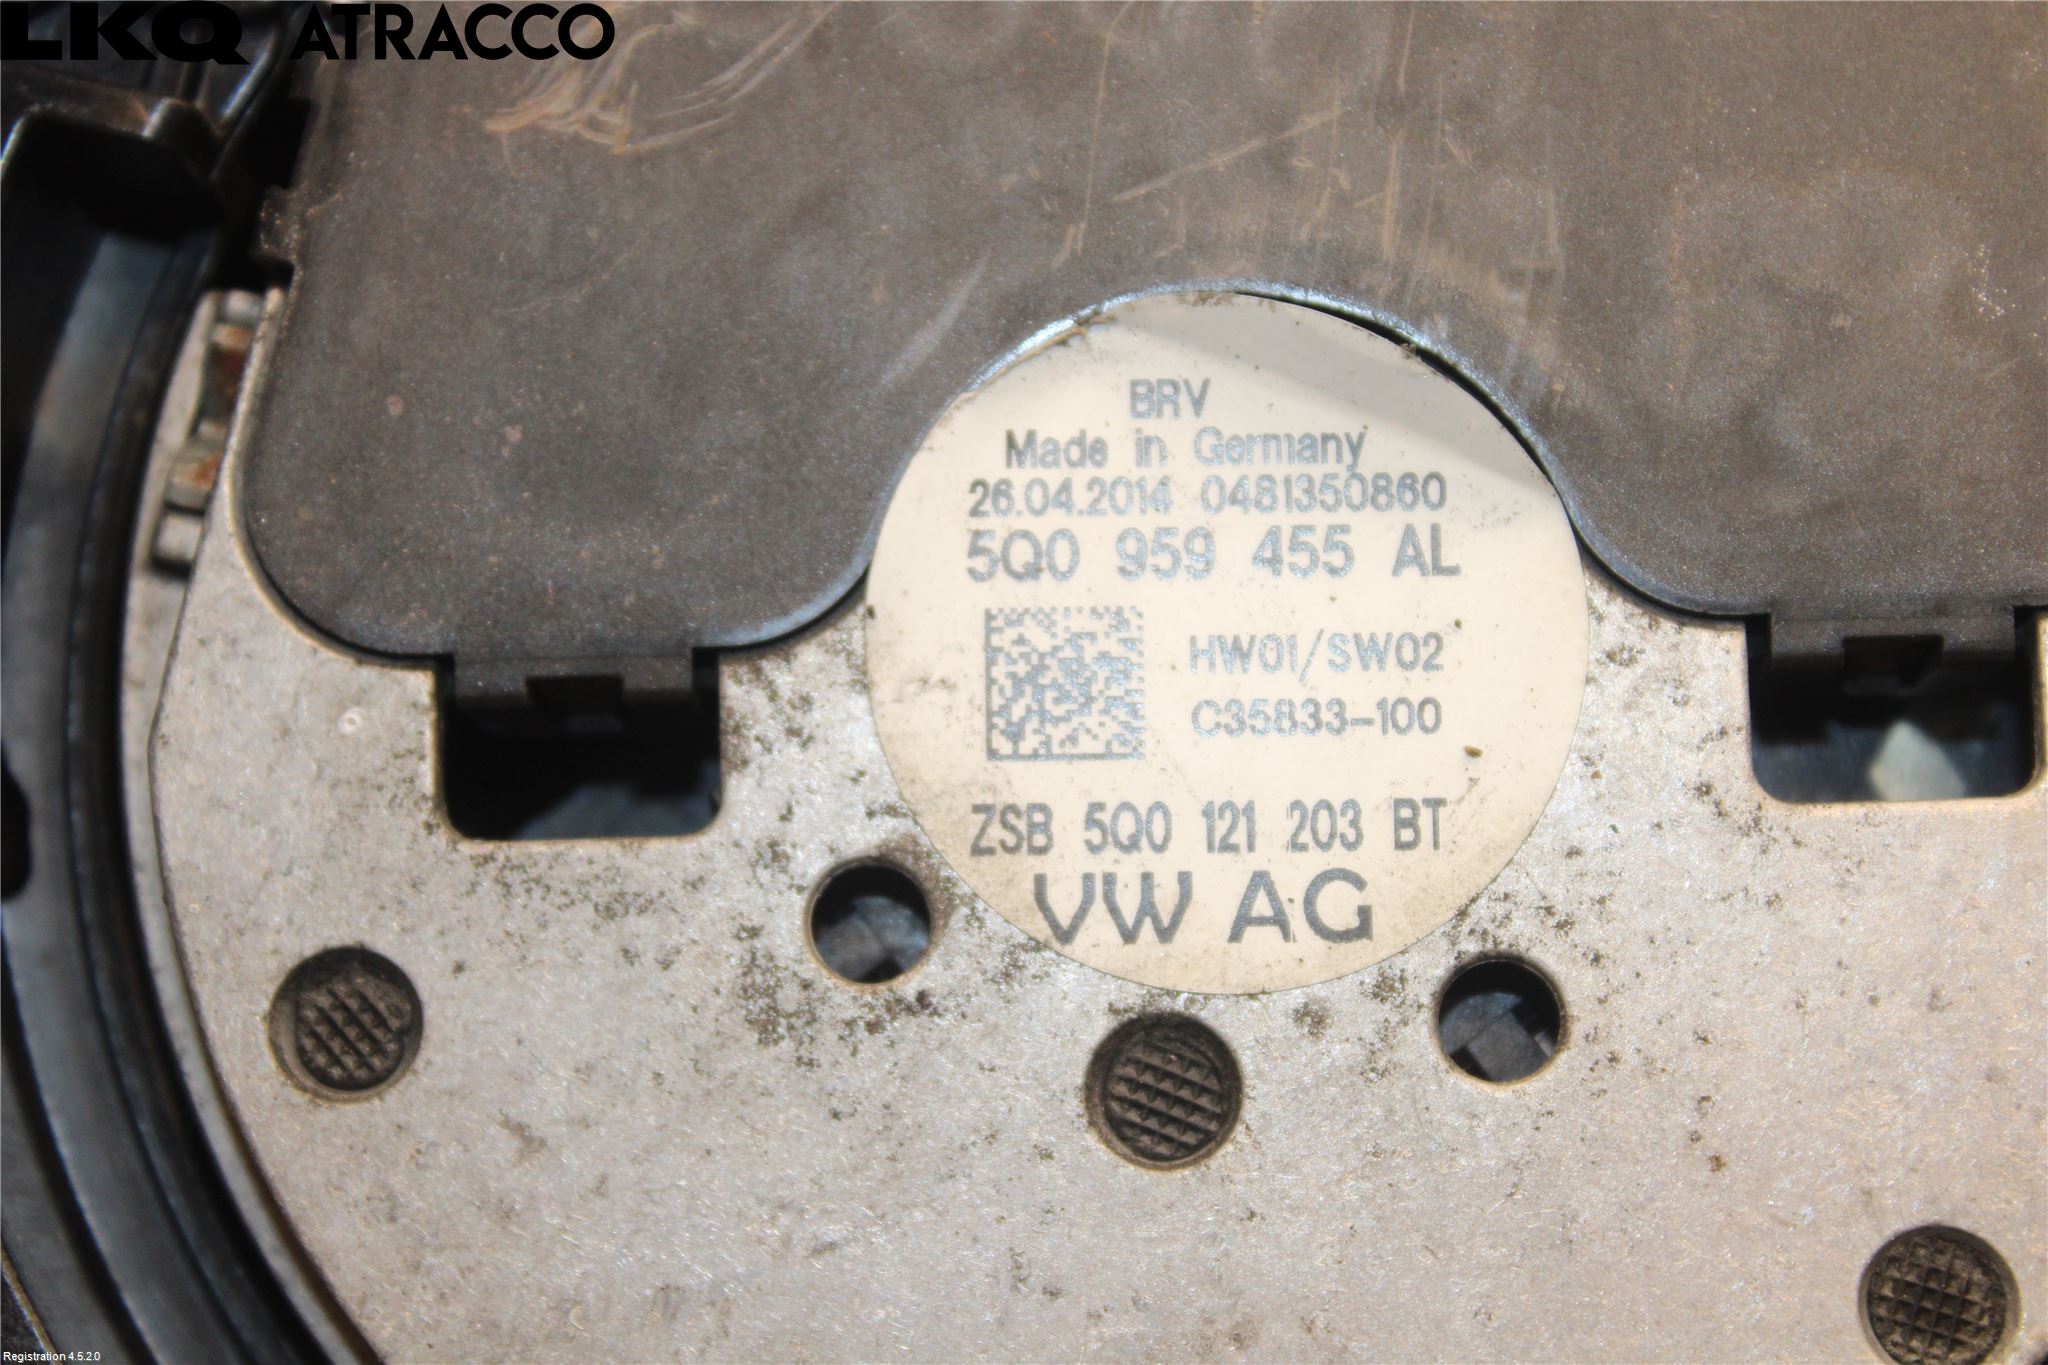 LKQ ATRACCO
BRV
Made in Germany
26.04.2014 0481350860
5Q0 959 455 AL
HW01/SW02
C35833-100
ZSB 5Q0 121 203 BT
VW AG
Registration 4.5.2.0